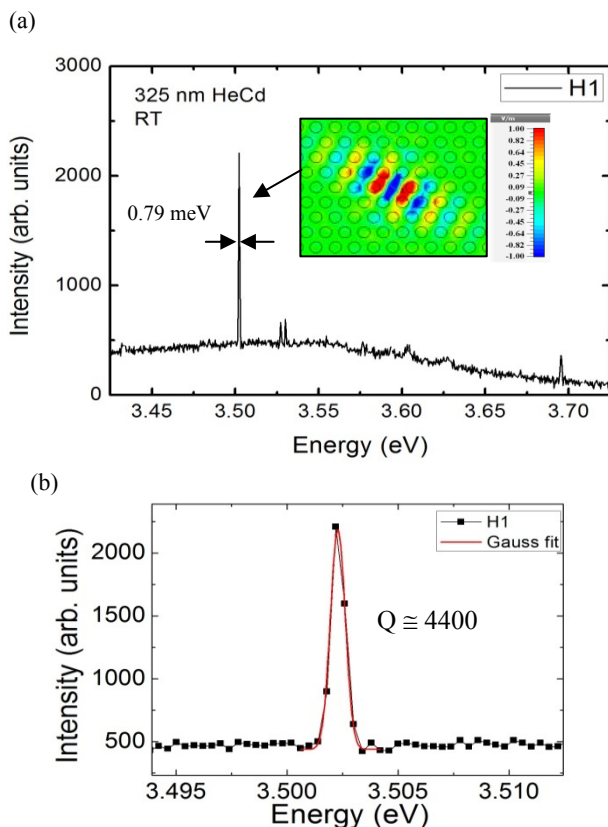 (a)
3000
2000
1000
0
Intensity (arb. units)
325 nm HeCd
RT
H1
0.79 meV
V/m
1.00
0.82
0.64
0.45
0.27
0
-0.27
-0.45
-0.64
-0.82
-1.00
3.45 3.50 3.55 3.60 3.65 3.70
Energy (eV)
(b)
2000
1500
1000
500
Intensity (arb. units)
H1
Gauss fit
Q ≅ 4400
3.495 3.500 3.505 3.510
Energy (eV)